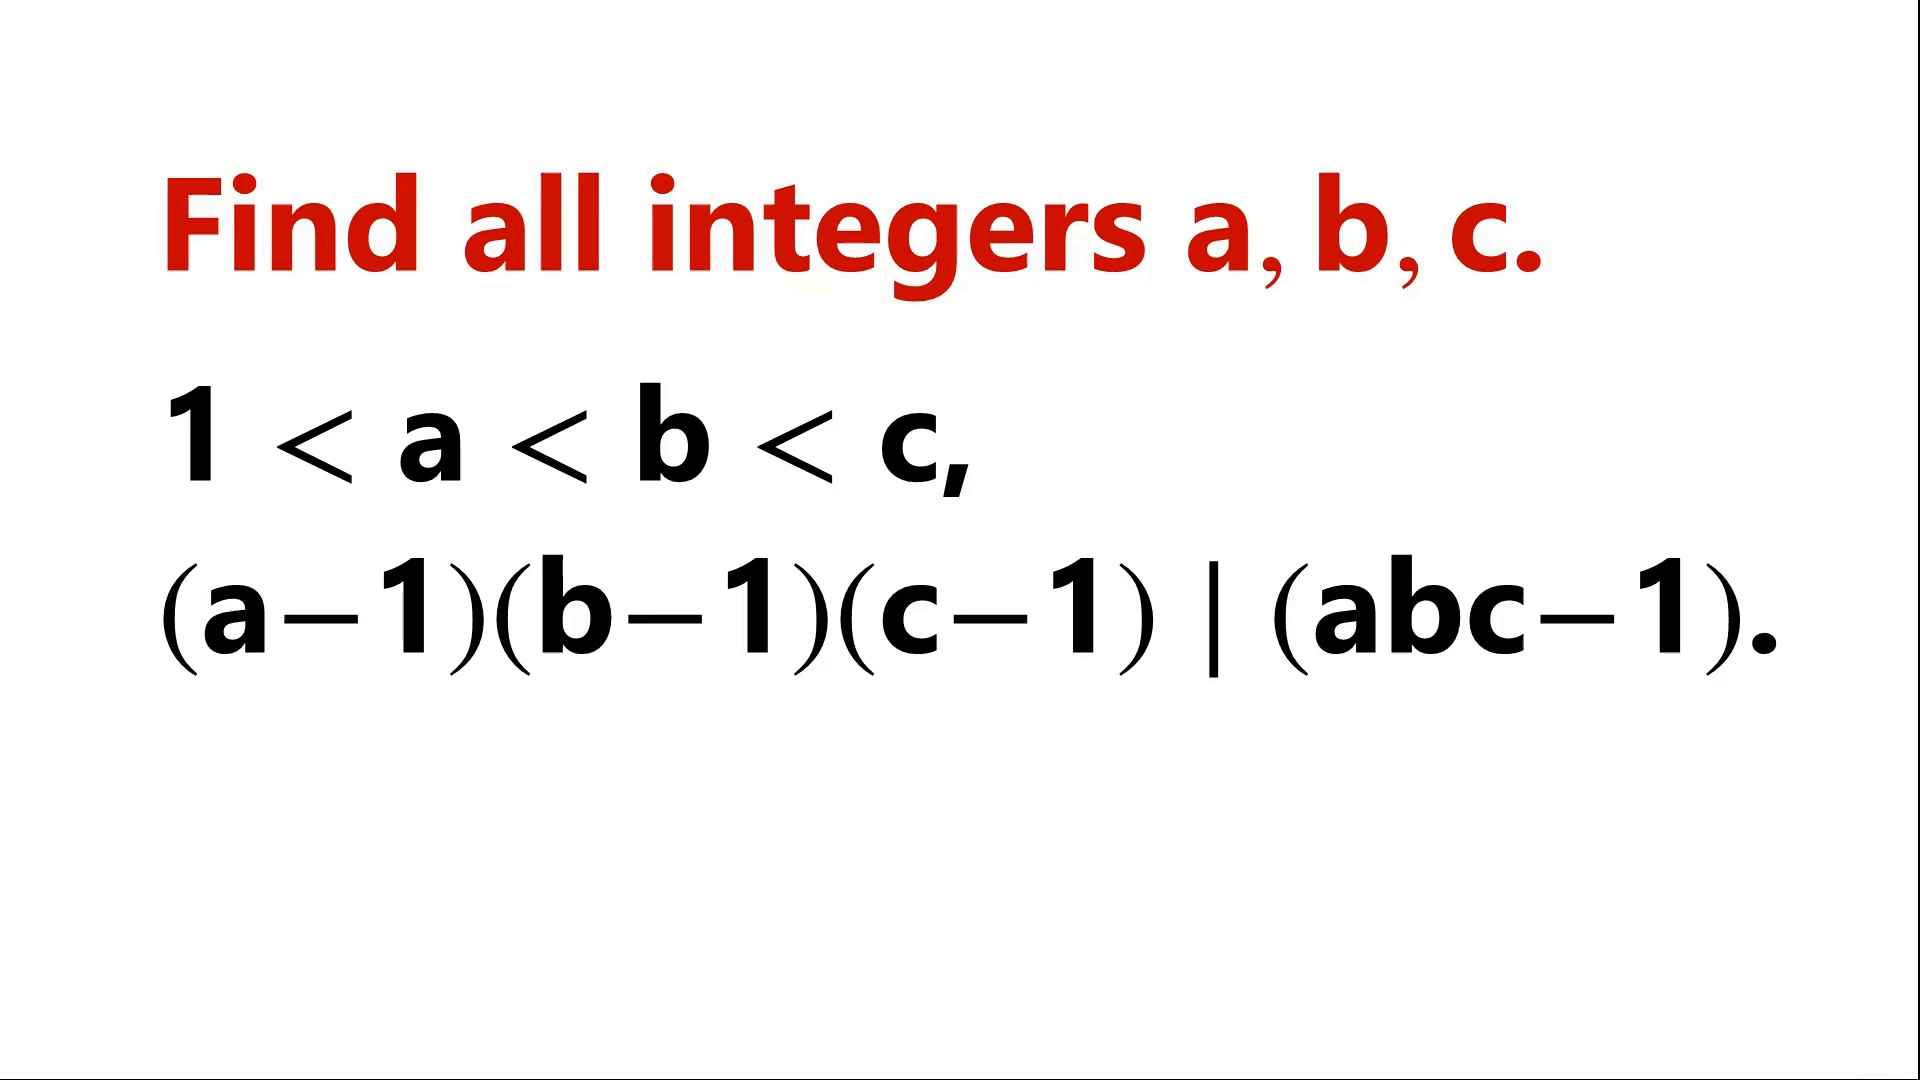 Find all integers a, b, c.
1 < a < b < c,
(a−1)(b−1)(c−1) | (abc−1).